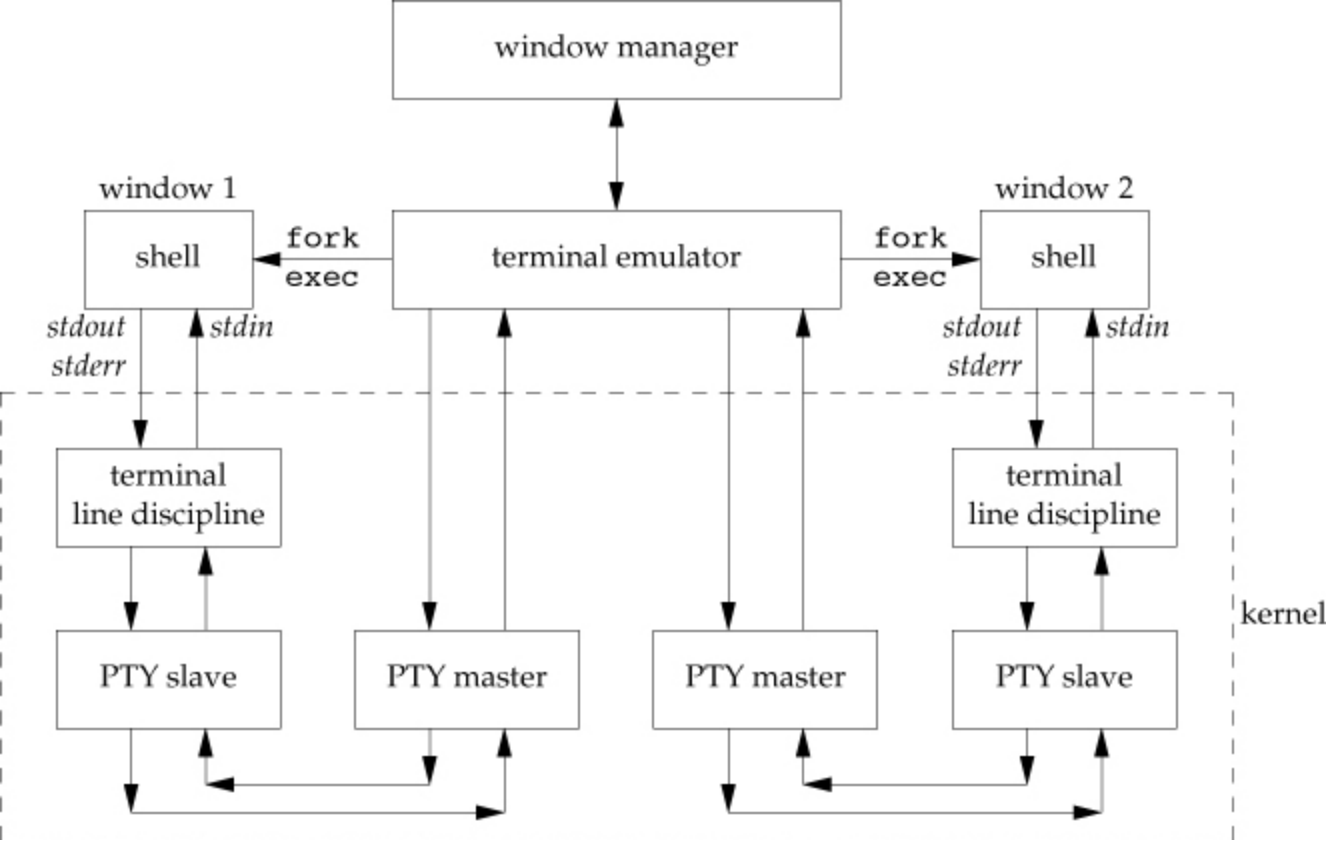 window manager
window 1
window 2
shell
fork
exec
terminal emulator
fork
exec
shell
stdout
stderr
stdin
stdout
stderr
stdin
terminal
line discipline
terminal
line discipline
kernel
PTY slave
PTY master
PTY master
PTY slave